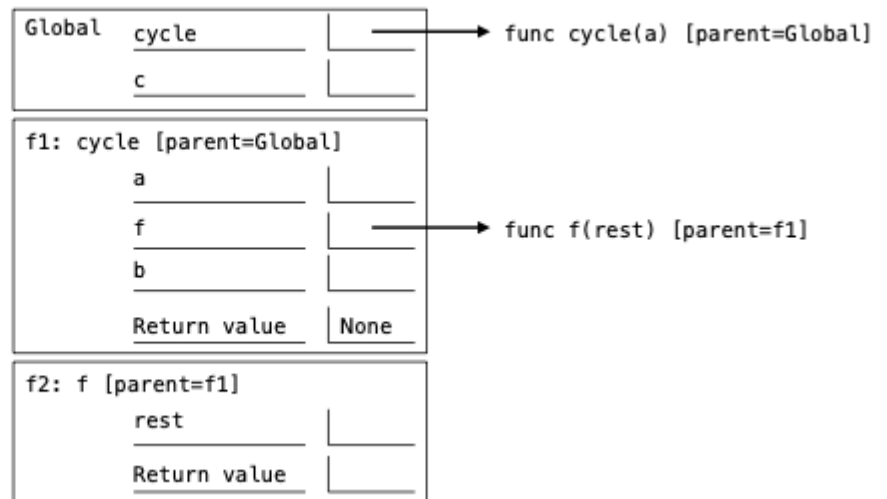 Global cycle func cycle(a) [parent=Global]
c
f1: cycle [parent=Global]
a
f func f(rest) [parent=f1]
b
Return value None
f2: f [parent=f1]
rest
Return value